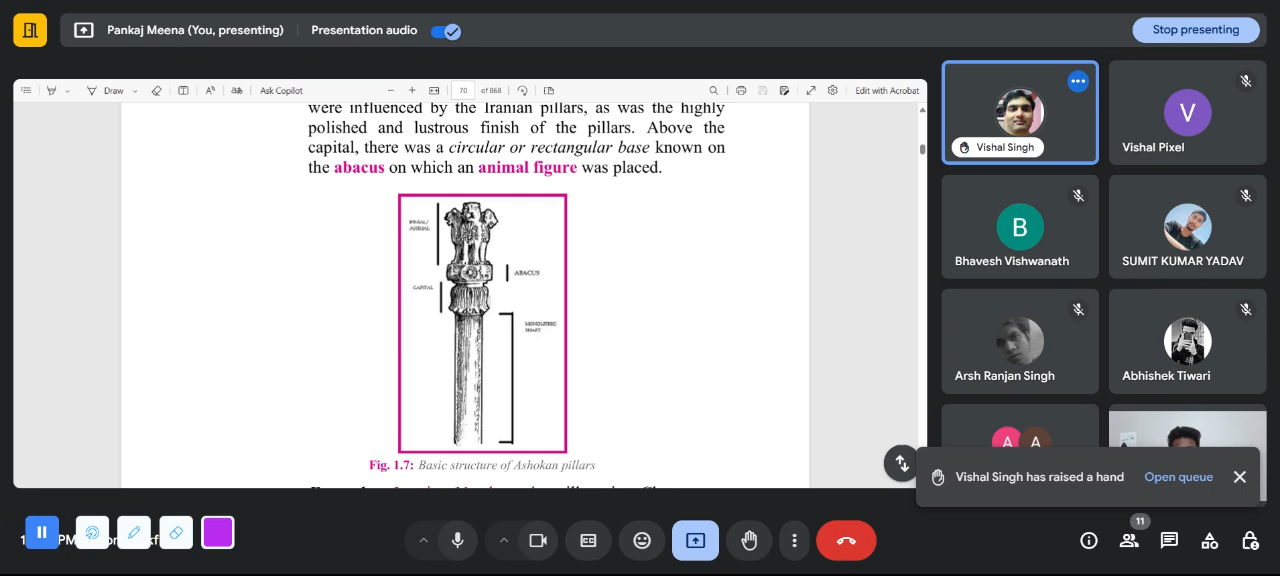 Pankaj Meena (You, presenting)
Presentation audio
Stop presenting
Draw
Ask Copilot
70
of 868
Edit with Acrobat
were influenced by the Iranian pillars, as was the highly
polished and lustrous finish of the pillars. Above the
capital, there was a circular or rectangular base known on
the abacus on which an animal figure was placed.
ANIMAL
ABACUS
CAPITAL
MONOLITHIC
SHAFT
Fig. 1.7: Basic structure of Ashokan pillars
Vishal Singh
V
Vishal Pixel
B
Bhavesh Vishwanath
SUMIT KUMAR YADAV
Arsh Ranjan Singh
Abhishek Tiwari
A
A
Vishal Singh has raised a hand
Open queue
11